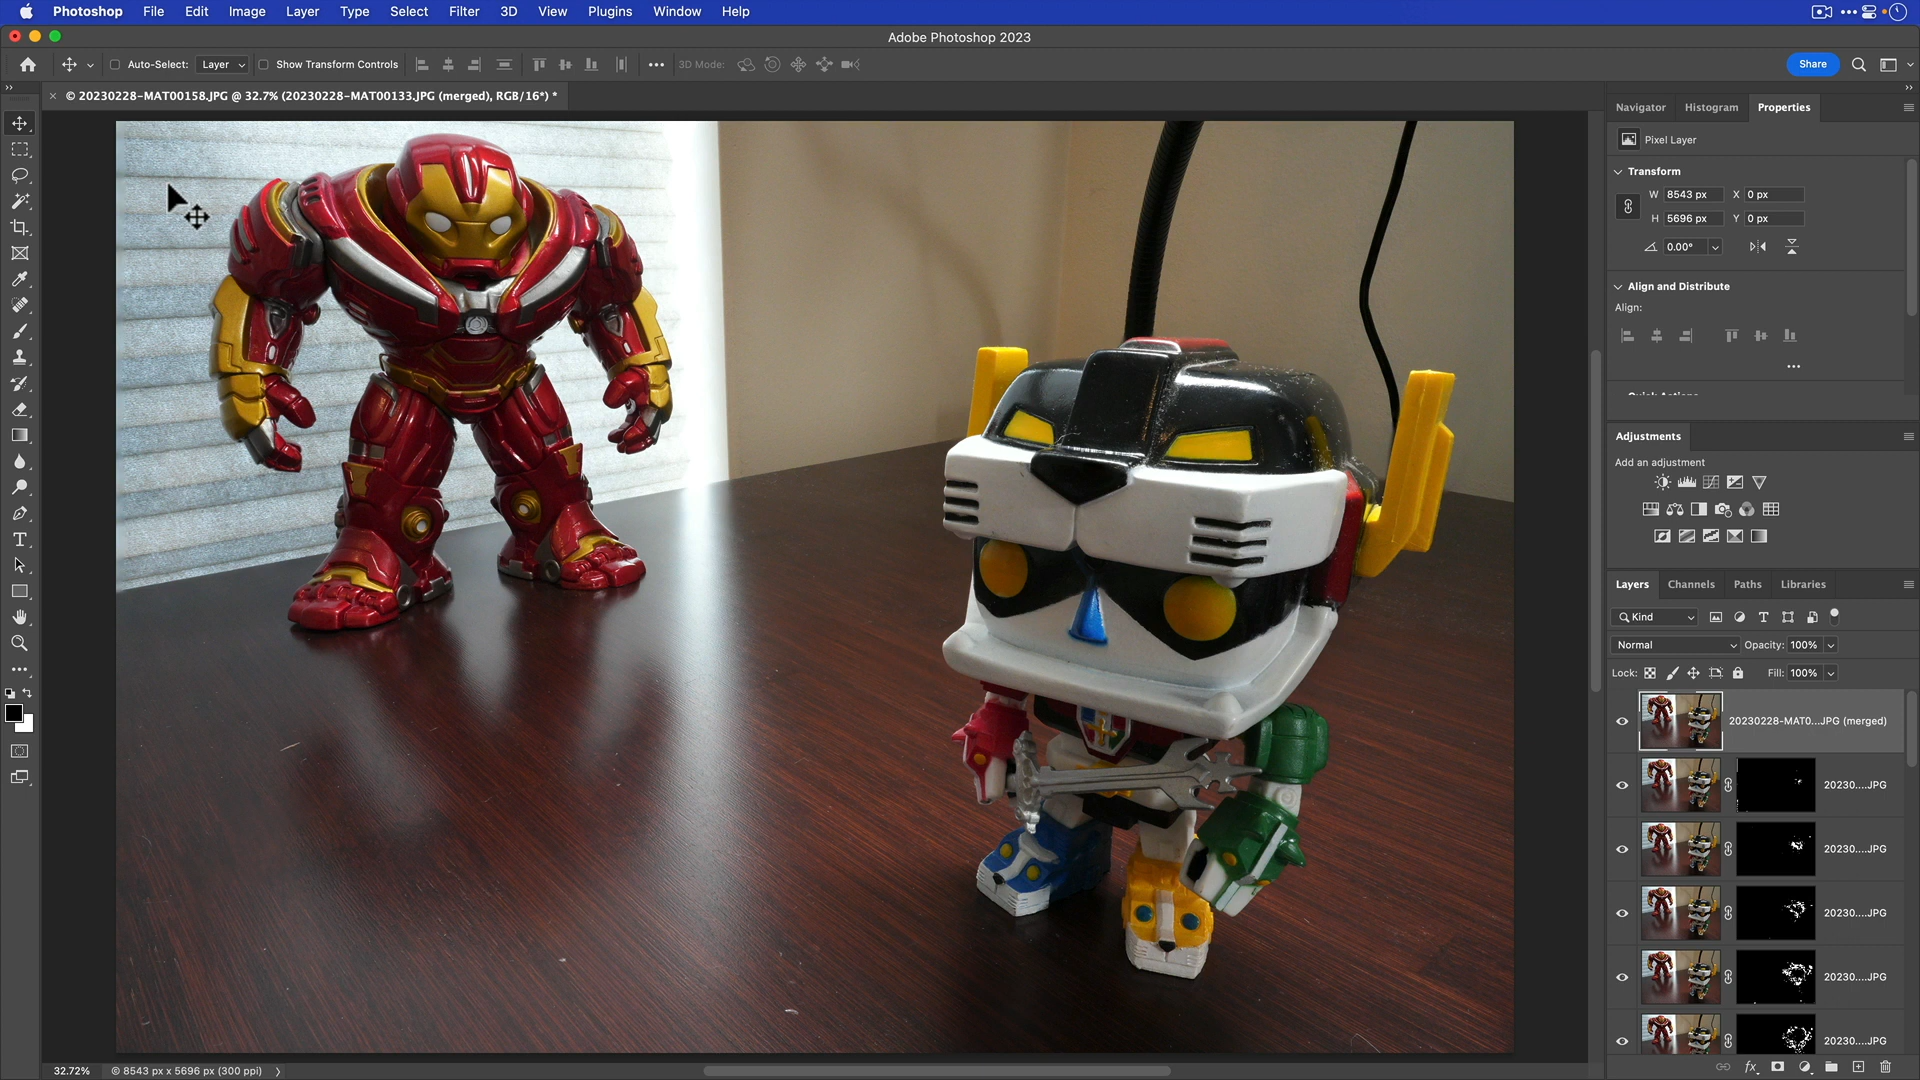 Photoshop File Edit Image Layer Type Select Filter 3D View Plugins Window Help
Adobe Photoshop 2023
Auto-Select: Layer Show Transform Controls 3D Mode: Share
© 20230228-MAT00158.JPG @ 32.7% (20230228-MAT00133.JPG (merged), RGB/16*) *
Navigator Histogram Properties
Pixel Layer
Transform
W 8543 px X 0 px
H 5696 px Y 0 px
0.00°
Align and Distribute
Align:
Adjustments
Add an adjustment
Layers Channels Paths Libraries
Kind
Normal Opacity: 100%
Lock: Fill: 100%
20230228-MAT0...JPG (merged)
20230....JPG
20230....JPG
20230....JPG
20230....JPG
20230....JPG
32.72% © 8543 px x 5696 px (300 ppi)